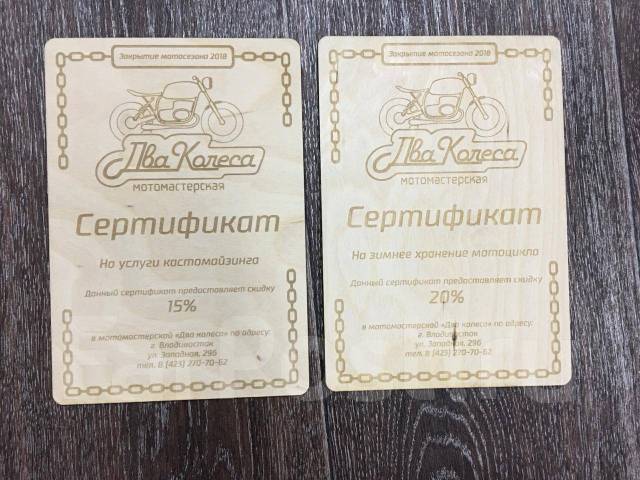 Закрытие мотосезона 2018
Два Колеса
мотомастерская
Сертификат
На услуги кастомайзинга
Данный сертификат предоставляет скидку
15%
в мотомастерской «Два колеса» по адресу:
г. Владивосток
ул. Западная, 29б
тел. 8 (423) 270-70-62
Закрытие мотосезона 2018
Два Колеса
мотомастерская
Сертификат
На зимнее хранение мотоцикла
Данный сертификат предоставляет скидку
20%
в мотомастерской «Два колеса» по адресу:
г. Владивосток
ул. Западная, 29б
тел. 8 (423) 270-70-62